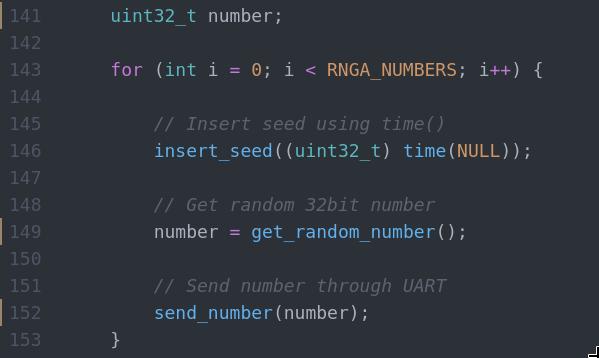 141 uint32_t number;
142
143 for (int i = 0; i < RNGA_NUMBERS; i++) {
144
145 // Insert seed using time()
146 insert_seed((uint32_t) time(NULL));
147
148 // Get random 32bit number
149 number = get_random_number();
150
151 // Send number through UART
152 send_number(number);
153 }